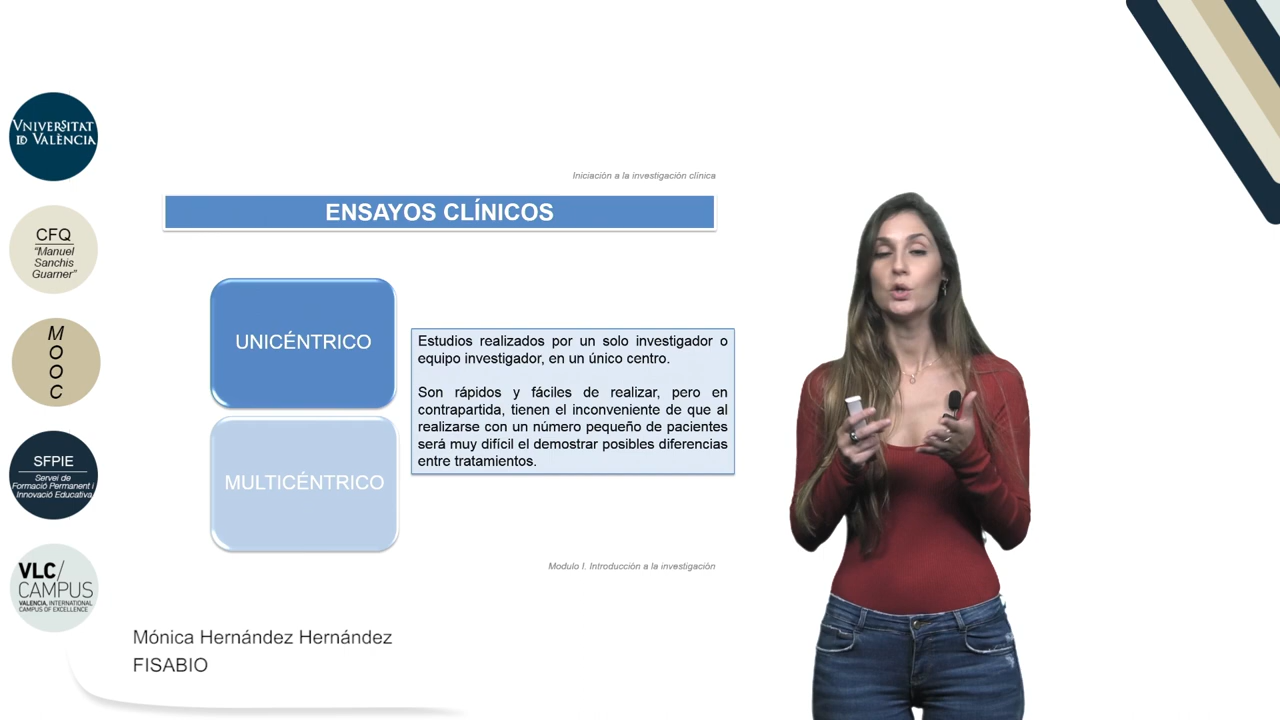 VNIVERSITAT
ID VALÈNCIA
CFQ
“Manuel
Sanchis
Guarner”
M
O
O
C
SFPIE
Servei de
Formació Permanent i
Innovació Educativa
VLC/
CAMPUS
VALENCIA, INTERNATIONAL
CAMPUS OF EXCELLENCE
Iniciación a la investigación clínica
ENSAYOS CLÍNICOS
UNICÉNTRICO
MULTICÉNTRICO
Estudios realizados por un solo investigador o
equipo investigador, en un único centro.
Son rápidos y fáciles de realizar, pero en
contrapartida, tienen el inconveniente de que al
realizarse con un número pequeño de pacientes
será muy difícil el demostrar posibles diferencias
entre tratamientos.
Modulo I. Introducción a la investigación
Mónica Hernández Hernández
FISABIO